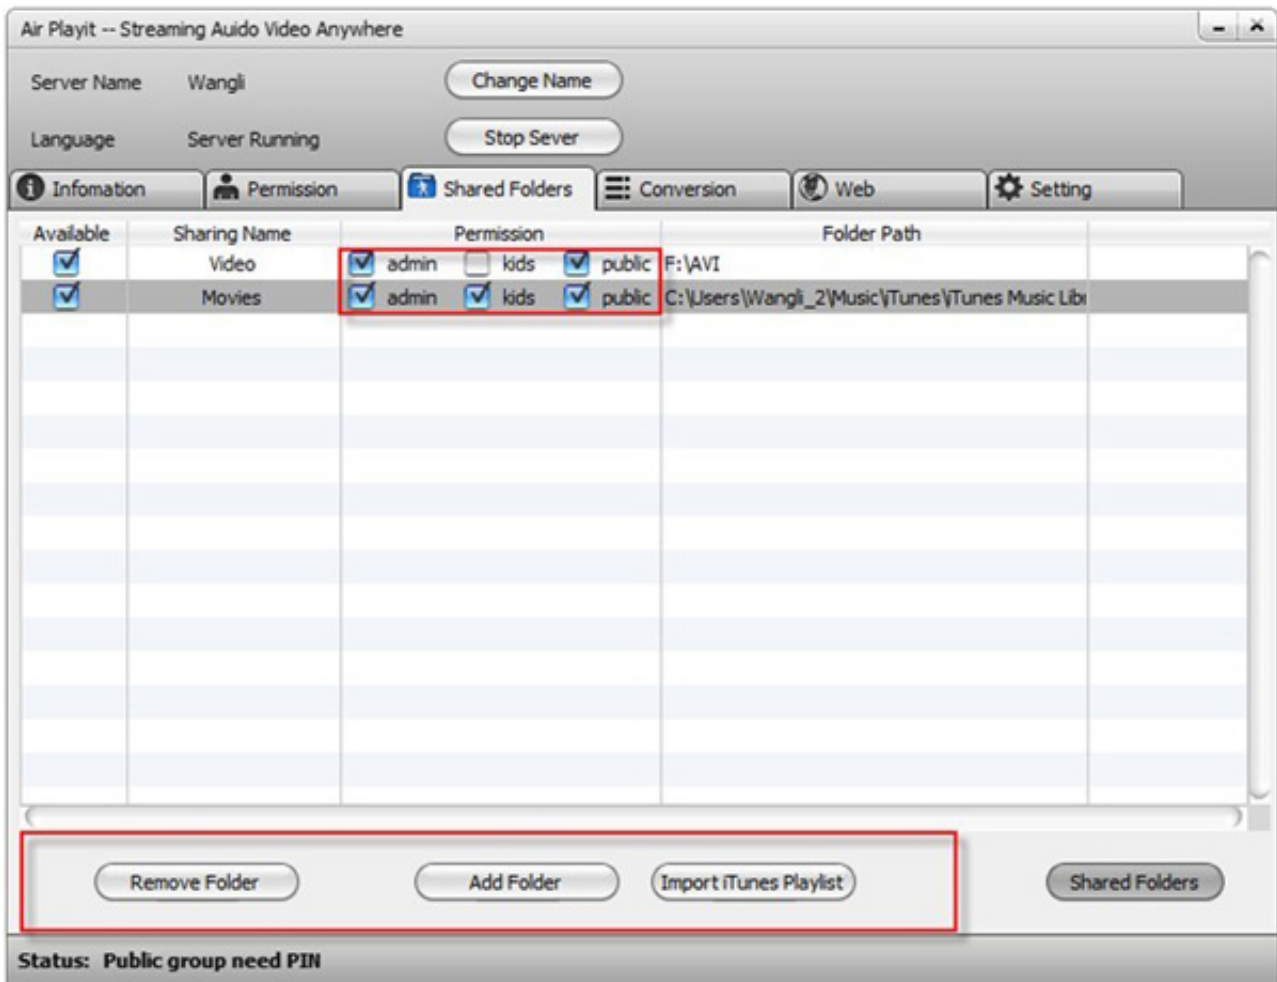 Air Playit -- Streaming Auido Video Anywhere
Server Name Wangli Change Name
Language Server Running Stop Sever
Infomation Permission Shared Folders Conversion Web Setting
Available Sharing Name Permission Folder Path
Video admin kids public F:\AVI
Movies admin kids public C:\Users\Wangli_2\Music\iTunes\iTunes Music
Remove Folder Add Folder Import iTunes Playlist Shared Folders
Status: Public group need PIN